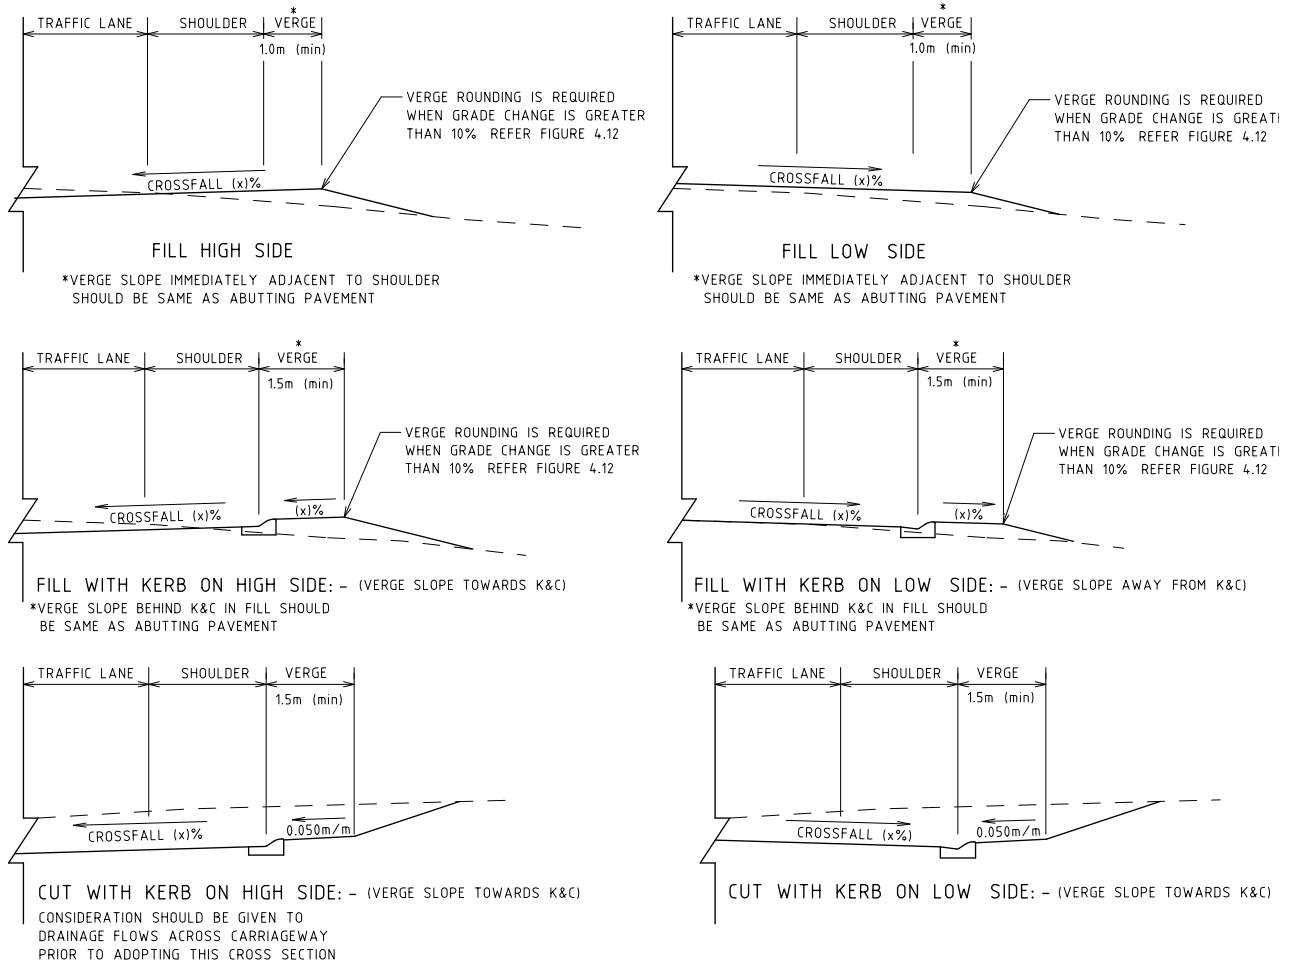 *
TRAFFIC LANE SHOULDER VERGE
1.0m (min)
VERGE ROUNDING IS REQUIRED
WHEN GRADE CHANGE IS GREATER
THAN 10% REFER FIGURE 4.12
CROSSFALL (x)%
FILL HIGH SIDE
*VERGE SLOPE IMMEDIATELY ADJACENT TO SHOULDER
SHOULD BE SAME AS ABUTTING PAVEMENT
*
TRAFFIC LANE SHOULDER VERGE
1.0m (min)
VERGE ROUNDING IS REQUIRED
WHEN GRADE CHANGE IS
THAN 10% REFER FIGURE 4.12
CROSSFALL (x)%
FILL LOW SIDE
*VERGE SLOPE IMMEDIATELY ADJACENT TO SHOULDER
SHOULD BE SAME AS ABUTTING PAVEMENT
*
TRAFFIC LANE SHOULDER VERGE
1.5m (min)
VERGE ROUNDING IS REQUIRED
WHEN GRADE CHANGE IS GREATER
THAN 10% REFER FIGURE 4.12
CROSSFALL (x)% (x)%
FILL WITH KERB ON HIGH SIDE:- (VERGE SLOPE TOWARDS K&C)
*VERGE SLOPE BEHIND K&C IN FILL SHOULD
BE SAME AS ABUTTING PAVEMENT
*
TRAFFIC LANE SHOULDER VERGE
1.5m (min)
VERGE ROUNDING IS REQUIRED
WHEN GRADE CHANGE IS
THAN 10% REFER FIGURE 4.12
CROSSFALL (x)% (x)%
FILL WITH KERB ON LOW SIDE:- (VERGE SLOPE AWAY FROM K&C)
*VERGE SLOPE BEHIND K&C IN FILL SHOULD
BE SAME AS ABUTTING PAVEMENT
TRAFFIC LANE SHOULDER VERGE
1.5m (min)
CROSSFALL (x)% 0.050m/m
CUT WITH KERB ON HIGH SIDE:- (VERGE SLOPE TOWARDS K&C)
CONSIDERATION SHOULD BE GIVEN TO
DRAINAGE FLOWS ACROSS CARRIAGEWAY
PRIOR TO ADOPTING THIS CROSS SECTION
TRAFFIC LANE SHOULDER VERGE
1.5m (min)
CROSSFALL (x%) 0.050m/m
CUT WITH KERB ON LOW SIDE:- (VERGE SLOPE TOWARDS K&C)